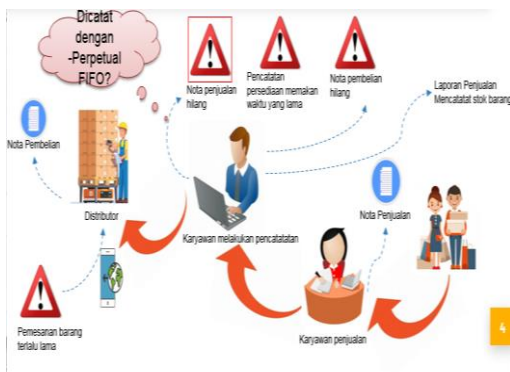 Dicatat
dengan
-Perpetual
FIFO?
Nota penjualan
hilang
Pencatatan
persediaan memakan
waktu yang lama
Nota pembelian
hilang
Laporan Penjualan
Mencatatat stok barang
Nota Pembelian
Distributor
Karyawan melakukan pencatatatan
Nota Penjualan
Pemesanan barang
terlalu lama
Karyawan penjualan
4